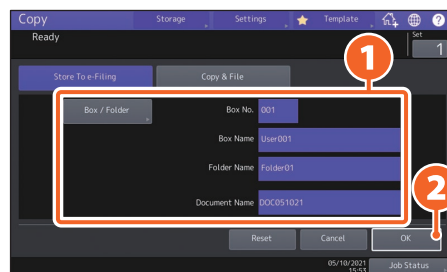 Copy Storage Settings Template ?
Ready Set
1
1
Store To e-Filing Copy & File
Box / Folder Box No. 001
Box Name User001
Folder Name Folder01
Document Name DOC051021
2
Reset Cancel OK
05/10/2021
15:53 Job Status